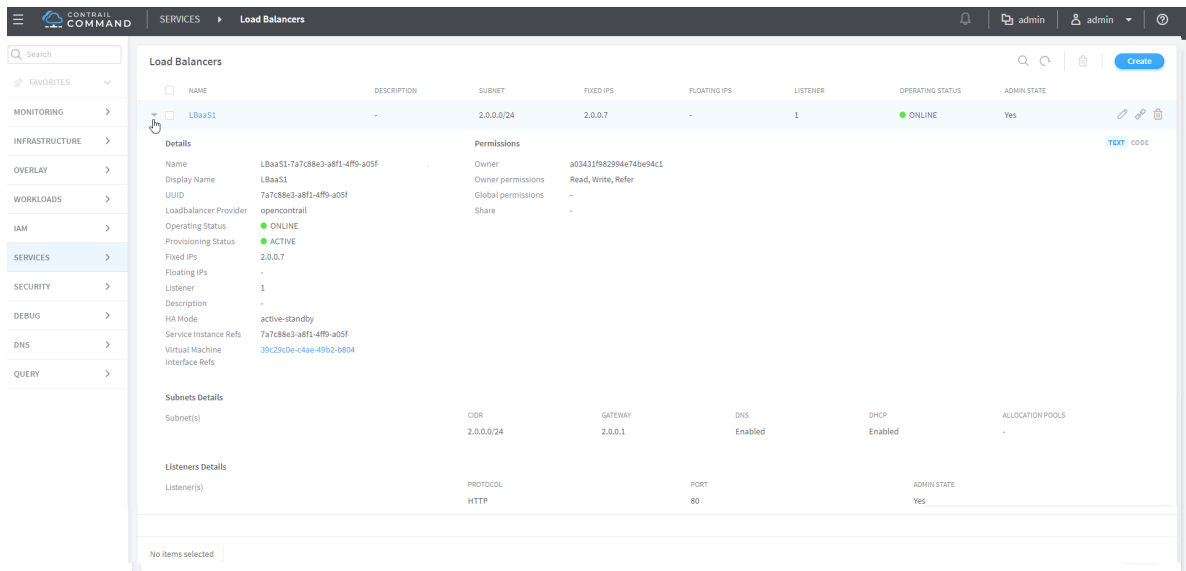 CONTRAIL
COMMAND
SERVICES Load Balancers
admin admin
Search
FAVORITES
MONITORING
INFRASTRUCTURE
OVERLAY
WORKLOADS
IAM
SERVICES
SECURITY
DEBUG
DNS
QUERY
Load Balancers
Create
NAME DESCRIPTION SUBNET FIXED IPS FLOATING IPS LISTENER OPERATING STATUS ADMIN STATE
LBaaS1 - 2.0.0.0/24 2.0.0.7 - 1 ONLINE Yes
Details Permissions TEXT CODE
Name LBaaS1-7a7c88e3-a8f1-4ff9-a05f- Owner a03431f982994e74be94c1
Display Name LBaaS1 Owner permissions Read, Write, Refer
UUID 7a7c88e3-a8f1-4ff9-a05f Global permissions -
Loadbalancer Provider opencontrail Share -
Operating Status ONLINE
Provisioning Status ACTIVE
Fixed IPs 2.0.0.7
Floating IPs -
Listener 1
Description -
HA Mode active-standby
Service Instance Refs 7a7c88e3-a8f1-4ff9-a05f
Virtual Machine 39c29c0e-c4ae-49b2-b804
Interface Refs
Subnets Details
Subnet(s) CIDR GATEWAY DNS DHCP ALLOCATION POOLS
2.0.0.0/24 2.0.0.1 Enabled Enabled -
Listeners Details
Listener(s) PROTOCOL PORT ADMIN STATE
HTTP 80 Yes
No items selected